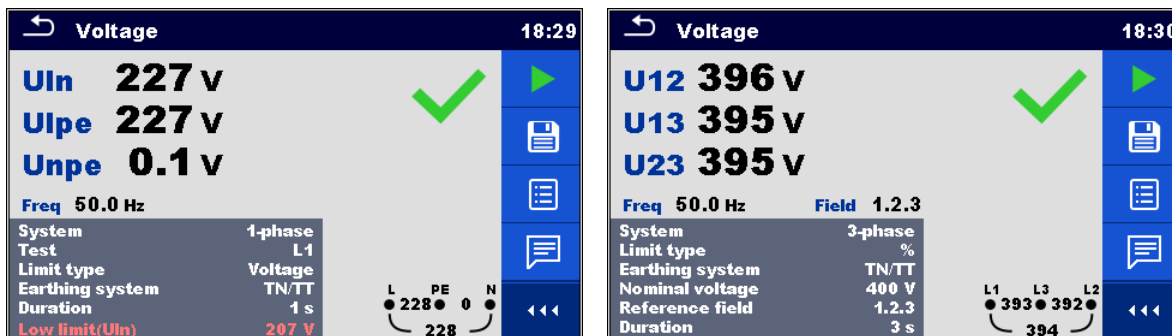 Voltage 18:29
Uln 227 V
Ulpe 227 V
Unpe 0.1 V
Freq 50.0 Hz
System 1-phase
Test L1
Limit type Voltage
Earthing system TN/TT
Duration 1 s
Low limit(Uln) 207 V
L PE N
228 0
228
Voltage 18:30
U12 396 V
U13 395 V
U23 395 V
Freq 50.0 Hz Field 1.2.3
System 3-phase
Limit type %
Earthing system TN/TT
Nominal voltage 400 V
Reference field 1.2.3
Duration 3 s
L1 L3 L2
393 392
394